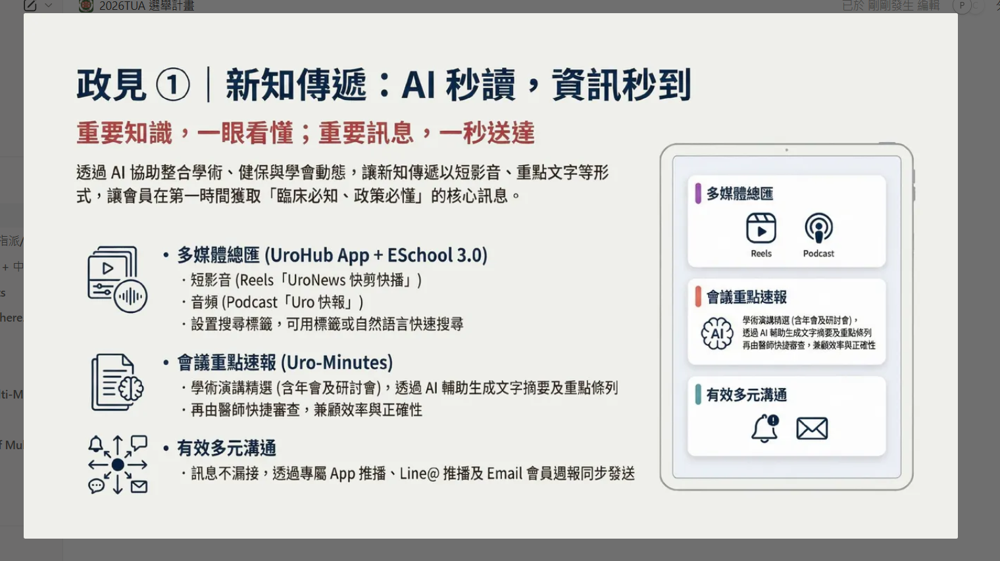 2026TUA 選舉計畫
已於 剛剛發生 編輯
P
政見 ①｜新知傳遞：AI 秒讀，資訊秒到
重要知識，一眼看懂；重要訊息，一秒送達
透過 AI 協助整合學術、健保與學會動態，讓新知傳遞以短影音、重點文字等形
式，讓會員在第一時間獲取「臨床必知、政策必懂」的核心訊息。
• 多媒體總匯 (UroHub App + ESchool 3.0)
· 短影音 (Reels「UroNews 快剪快播」)
· 音頻 (Podcast「Uro 快報」)
· 設置搜尋標籤，可用標籤或自然語言快速搜尋
• 會議重點速報 (Uro-Minutes)
· 學術演講精選 (含年會及研討會)，透過 AI 輔助生成文字摘要及重點條列
· 再由醫師快捷審查，兼顧效率與正確性
• 有效多元溝通
· 訊息不漏接，透過專屬 App 推播、Line@ 推播及 Email 會員週報同步發送
多媒體總匯
Reels
Podcast
會議重點速報
AI
學術演講精選 (含年會及研討會)，
透過 AI 輔助生成文字摘要及重點條列
再由醫師快捷審查，兼顧效率與正確性
有效多元溝通
指派/
+ 中